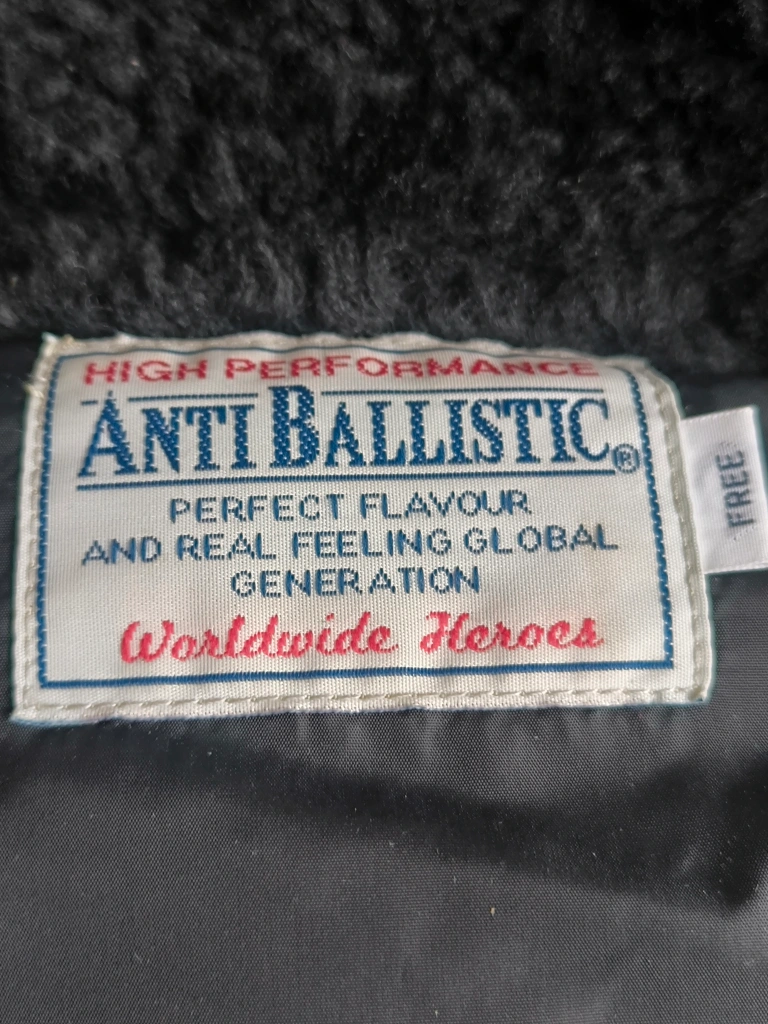 HIGH PERFORMANCE
ANTI BALLISTIC®
PERFECT FLAVOUR
AND REAL FEELING GLOBAL
GENERATION
Worldwide Heroes
FREE